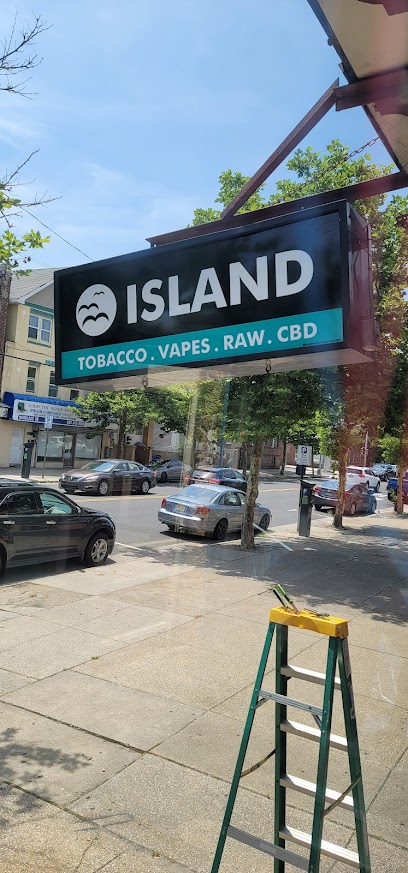 ISLAND
TOBACCO . VAPES . RAW . CBD